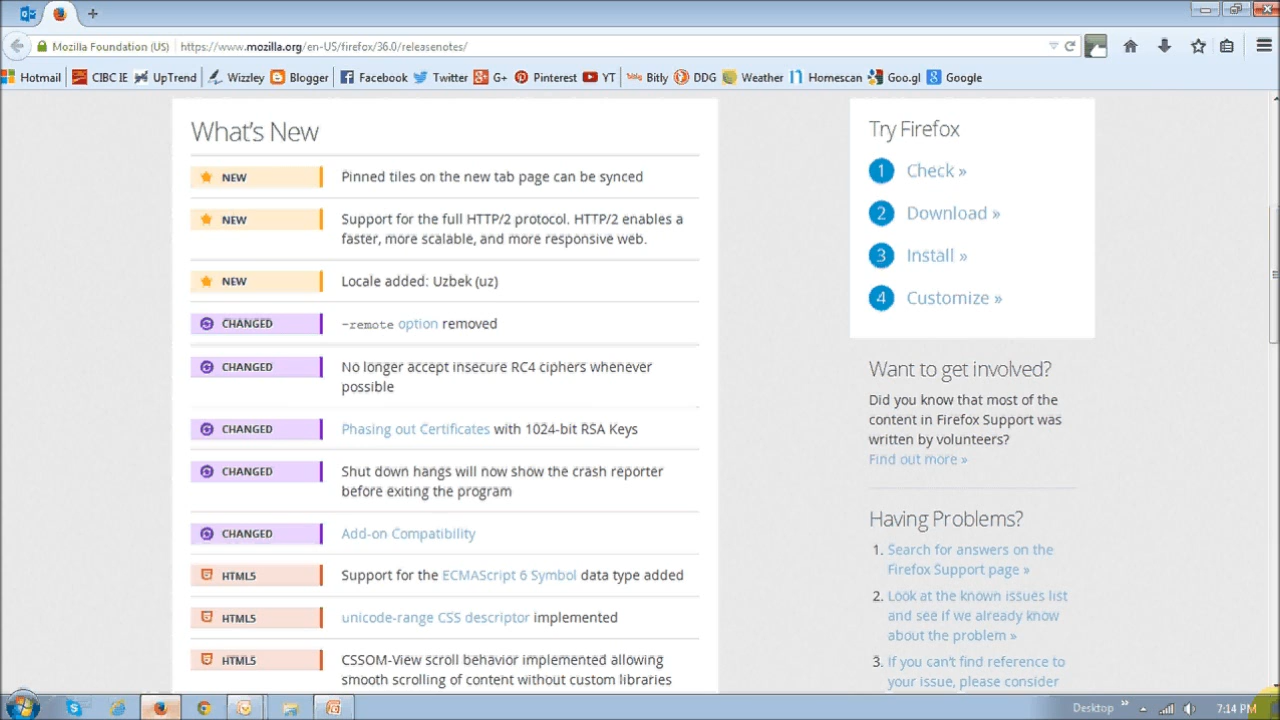 Mozilla Foundation (US) https://www.mozilla.org/en-US/firefox/36.0/releasenotes/
Hotmail CIBC IE UpTrend Wizzley Blogger Facebook Twitter G+ Pinterest YT Bitly DDG Weather Homescan Goo.gl Google
What's New
NEW Pinned tiles on the new tab page can be synced
NEW Support for the full HTTP/2 protocol. HTTP/2 enables a
faster, more scalable, and more responsive web.
NEW Locale added: Uzbek (uz)
CHANGED -remote option removed
CHANGED No longer accept insecure RC4 ciphers whenever
possible
CHANGED Phasing out Certificates with 1024-bit RSA Keys
CHANGED Shut down hangs will now show the crash reporter
before exiting the program
CHANGED Add-on Compatibility
HTML5 Support for the ECMAScript 6 Symbol data type added
HTML5 unicode-range CSS descriptor implemented
HTML5 CSSOM-View scroll behavior implemented allowing
smooth scrolling of content without custom libraries
Try Firefox
1 Check »
2 Download »
3 Install »
4 Customize »
Want to get involved?
Did you know that most of the
content in Firefox Support was
written by volunteers?
Find out more »
Having Problems?
1. Search for answers on the
Firefox Support page »
2. Look at the known issues list
and see if we already know
about the problem »
3. If you can't find reference to
your issue, please consider
Desktop » 7:14 PM